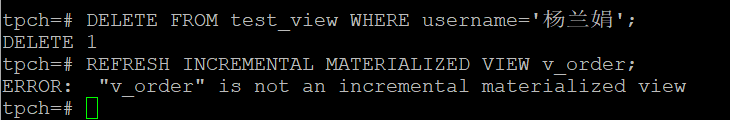 tpch=# DELETE FROM test_view WHERE username='杨兰娟';
DELETE 1
tpch=# REFRESH INCREMENTAL MATERIALIZED VIEW v_order;
ERROR:  "v_order" is not an incremental materialized view
tpch=#